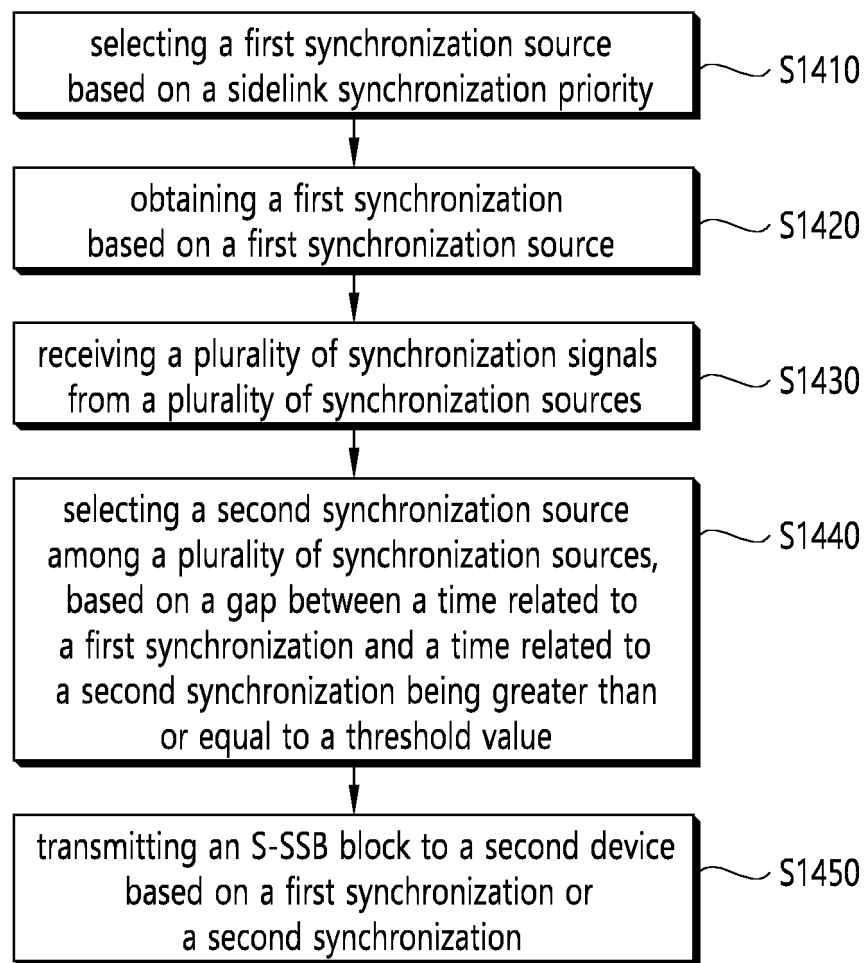 selecting a first synchronization source
based on a sidelink synchronization priority
S1410
obtaining a first synchronization
based on a first synchronization source
S1420
receiving a plurality of synchronization signals
from a plurality of synchronization sources
S1430
selecting a second synchronization source
among a plurality of synchronization sources,
based on a gap between a time related to
a first synchronization and a time related to
a second synchronization being greater than
or equal to a threshold value
S1440
transmitting an S-SSB block to a second device
based on a first synchronization or
a second synchronization
S1450